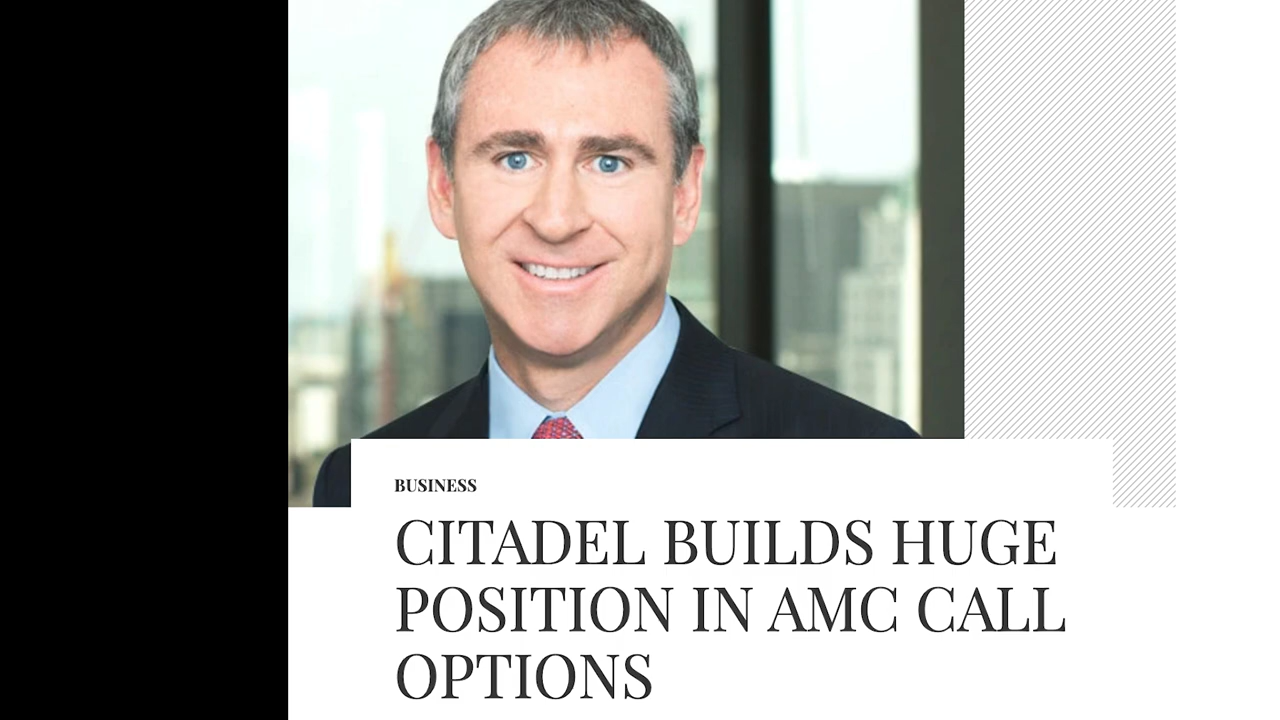 BUSINESS
CITADEL BUILDS HUGE
POSITION IN AMC CALL
OPTIONS